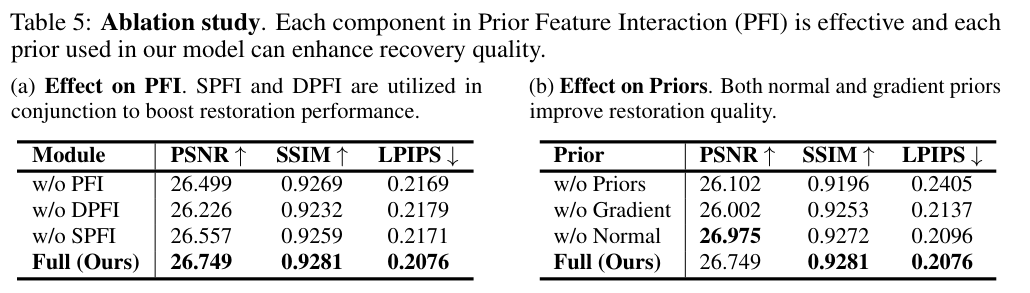 Table 5: Ablation study. Each component in Prior Feature Interaction (PFI) is effective and each
prior used in our model can enhance recovery quality.
(a) Effect on PFI. SPFI and DPFI are utilized in
conjunction to boost restoration performance.
Module PSNR ↑ SSIM ↑ LPIPS ↓
w/o PFI 26.499 0.9269 0.2169
w/o DPFI 26.226 0.9232 0.2179
w/o SPFI 26.557 0.9259 0.2171
Full (Ours) 26.749 0.9281 0.2076
(b) Effect on Priors. Both normal and gradient priors
improve restoration quality.
Prior PSNR ↑ SSIM ↑ LPIPS ↓
w/o Priors 26.102 0.9196 0.2405
w/o Gradient 26.002 0.9253 0.2137
w/o Normal 26.975 0.9272 0.2096
Full (Ours) 26.749 0.9281 0.2076